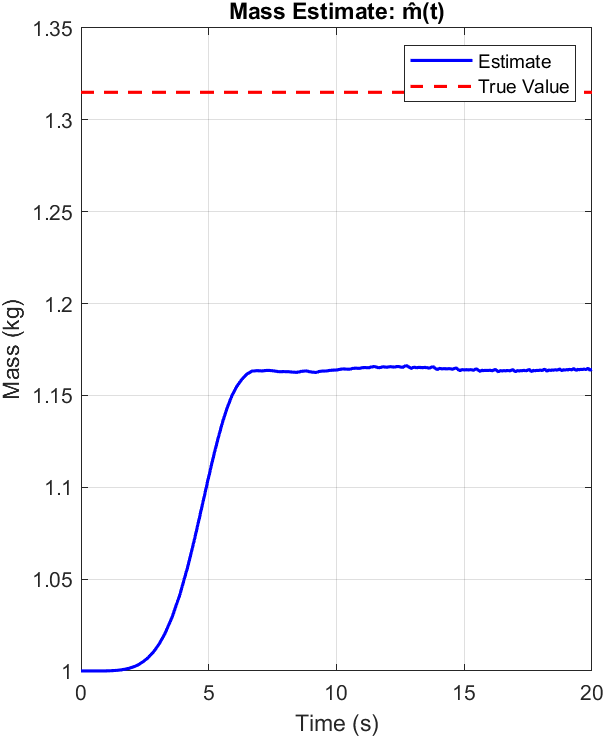 Mass Estimate: m̂(t)
Estimate
True Value
1.35
1.3
1.25
1.2
1.15
1.1
1.05
1
Mass (kg)
0 5 10 15 20
Time (s)